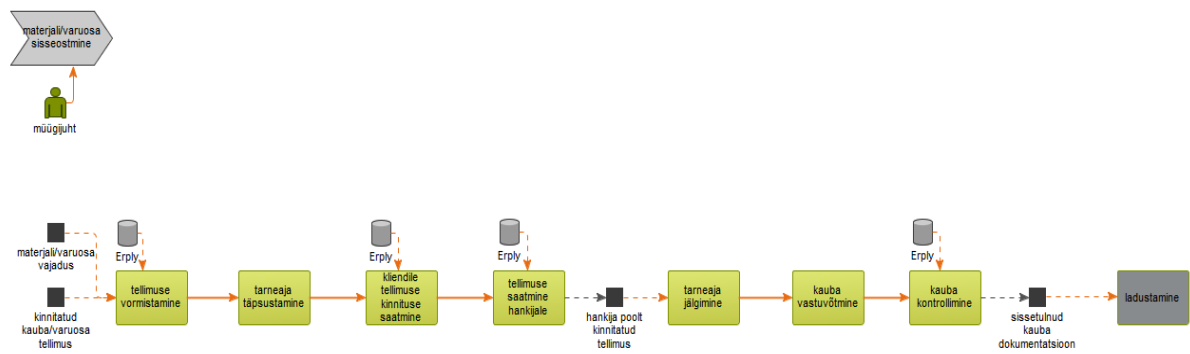 materjali/varuosa
sisseostmine
müügijuht
materjali/varuosa
vajadus
kinnitatud
kauba/varuosa
tellimus
Erply
tellimuse
vormistamine
tarneaja
täpsustamine
Erply
kliendile
tellimuse
kinnituse
saatmine
Erply
tellimuse
saatmine
hankijale
hankija poolt
kinnitatud
tellimus
tarneaja
jälgimine
kauba
vastuvõtmine
Erply
kauba
kontrollimine
sissetulnud
kauba
dokumentatsioon
ladustamine